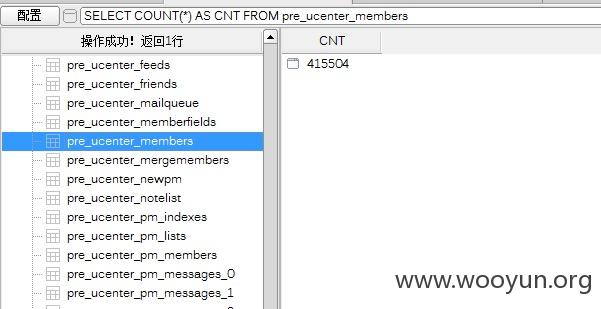 配置
SELECT COUNT(*) AS CNT FROM pre_ucenter_members
操作成功！返回1行
pre_ucenter_feeds
pre_ucenter_friends
pre_ucenter_mailqueue
pre_ucenter_memberfields
pre_ucenter_members
pre_ucenter_mergemembers
pre_ucenter_newpm
pre_ucenter_notelist
pre_ucenter_pm_indexes
pre_ucenter_pm_lists
pre_ucenter_pm_members
pre_ucenter_pm_messages_0
pre_ucenter_pm_messages_1
CNT
415504
www.wooyun.org